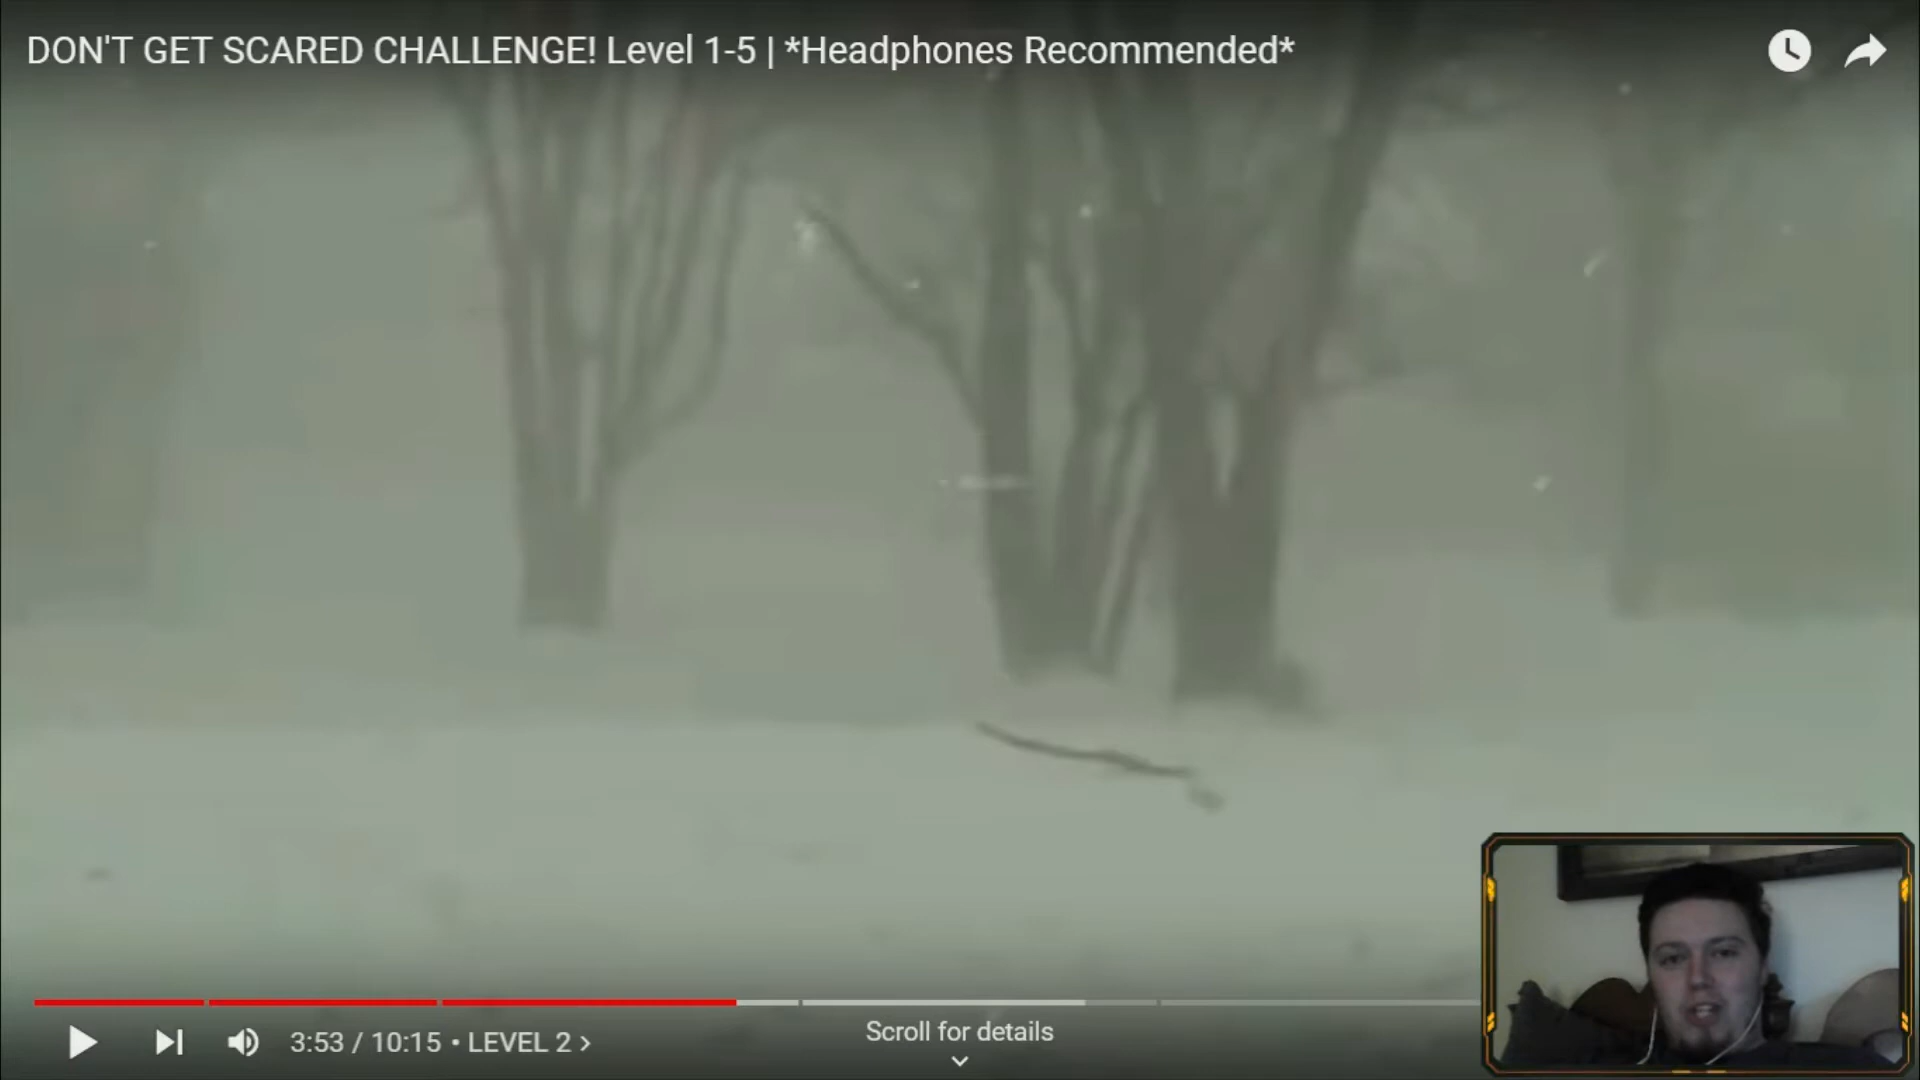 DON'T GET SCARED CHALLENGE! Level 1-5 | *Headphones Recommended*
3:53 / 10:15 • LEVEL 2 >
Scroll for details